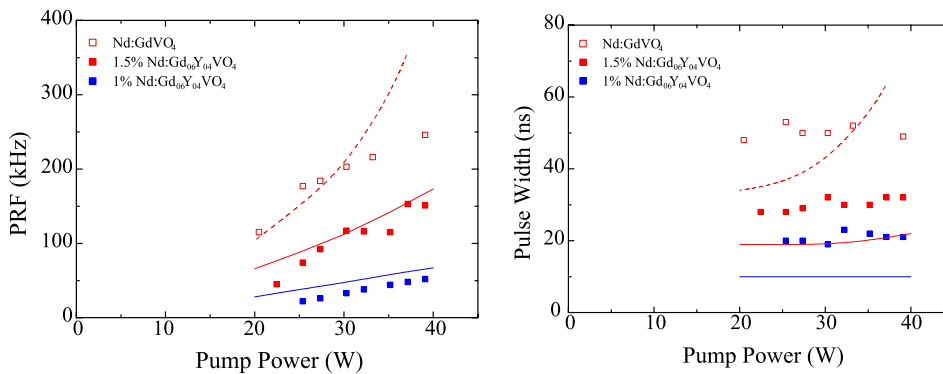 400
300
200
100
0
0
10
20
30
40
PRF (kHz)
Pump Power (W)
Nd:GdVO₄
1.5% Nd:Gd₀₆Y₀₄VO₄
1% Nd:Gd₀₆Y₀₄VO₄
80
60
40
20
0
0
10
20
30
40
Pulse Width (ns)
Pump Power (W)
Nd:GdVO₄
1.5% Nd:Gd₀₆Y₀₄VO₄
1% Nd:Gd₀₆Y₀₄VO₄